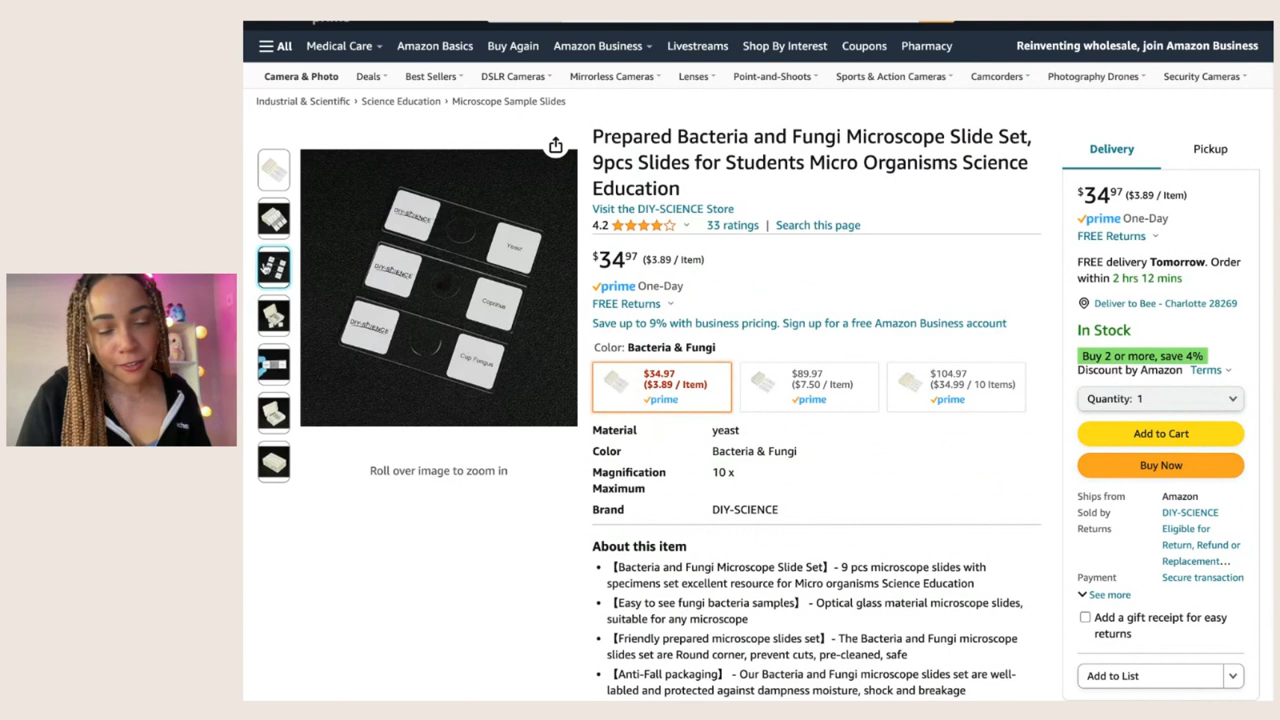 prime
All
Medical Care
Amazon Basics
Buy Again
Amazon Business
Livestreams
Shop By Interest
Coupons
Pharmacy
Reinventing wholesale, join Amazon Business
Camera & Photo
Deals
Best Sellers
DSLR Cameras
Mirrorless Cameras
Lenses
Point-and-Shoots
Sports & Action Cameras
Camcorders
Photography Drones
Security Cameras
Industrial & Scientific › Science Education › Microscope Sample Slides
DIY-SCIENCE
Yeast
DIY-SCIENCE
Coprinus
DIY-SCIENCE
Cup Fungus
Roll over image to zoom in
Prepared Bacteria and Fungi Microscope Slide Set,
9pcs Slides for Students Micro Organisms Science
Education
Visit the DIY-SCIENCE Store
4.2
33 ratings | Search this page
$34 97 ($3.89 / Item)
prime One-Day
FREE Returns
Save up to 9% with business pricing. Sign up for a free Amazon Business account
Color: Bacteria & Fungi
$34.97
($3.89 / Item)
prime
$89.97
($7.50 / Item)
prime
$104.97
($34.99 / 10 Items)
prime
Material yeast
Color Bacteria & Fungi
Magnification 10 x
Maximum
Brand DIY-SCIENCE
About this item
• 【Bacteria and Fungi Microscope Slide Set】- 9 pcs microscope slides with
specimens set excellent resource for Micro organisms Science Education
• 【Easy to see fungi bacteria samples】 - Optical glass material microscope slides,
suitable for any microscope
• 【Friendly prepared microscope slides set】- The Bacteria and Fungi microscope
slides set are Round corner, prevent cuts, pre-cleaned, safe
• 【Anti-Fall packaging】 - Our Bacteria and Fungi microscope slides set are well-
labled and protected against dampness moisture, shock and breakage
Delivery
Pickup
$34 97 ($3.89 / Item)
prime One-Day
FREE Returns
FREE delivery Tomorrow. Order
within 2 hrs 12 mins
Deliver to Bee - Charlotte 28269
In Stock
Buy 2 or more, save 4%
Discount by Amazon Terms
Quantity: 1
Add to Cart
Buy Now
Ships from Amazon
Sold by DIY-SCIENCE
Returns Eligible for
Return, Refund or
Replacement…
Payment Secure transaction
See more
Add a gift receipt for easy
returns
Add to List